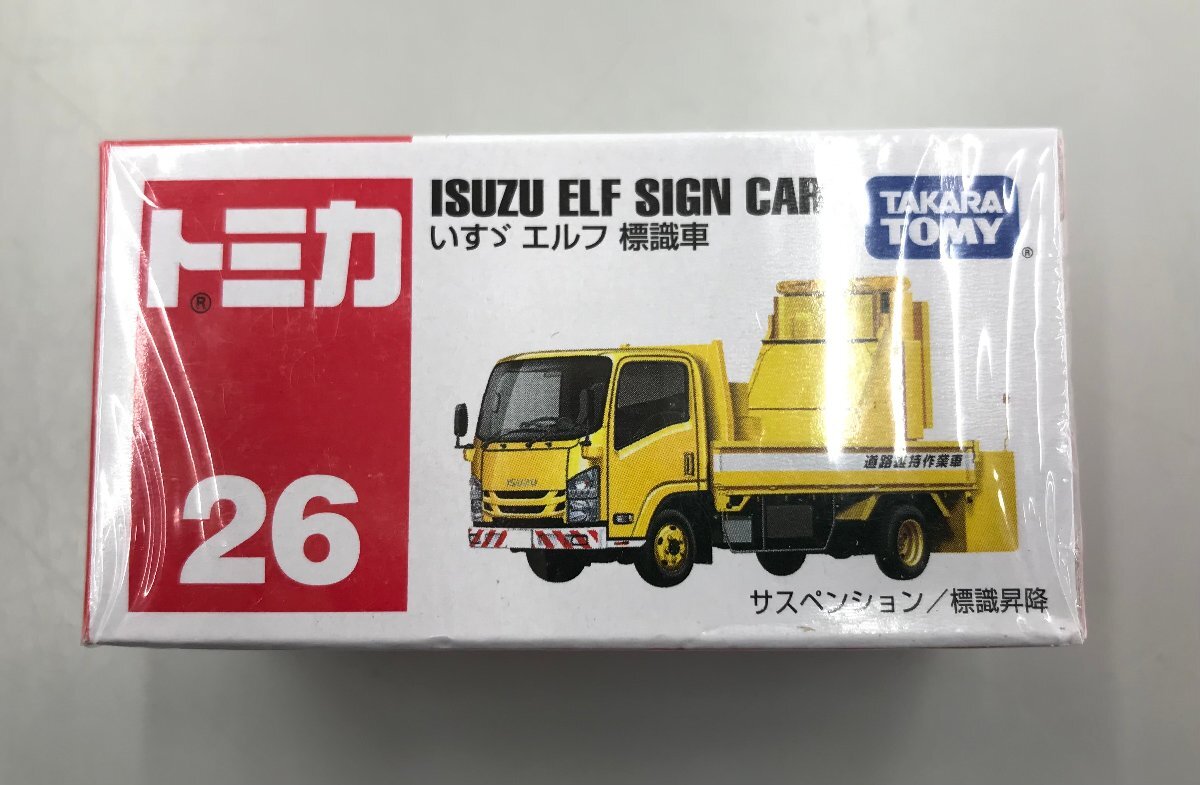 トミカ
®
26
ISUZU ELF SIGN CAR
いすゞ エルフ 標識車
TAKARA
TOMY
®
ISUZU
道路維持作業車
サスペンション/標識昇降